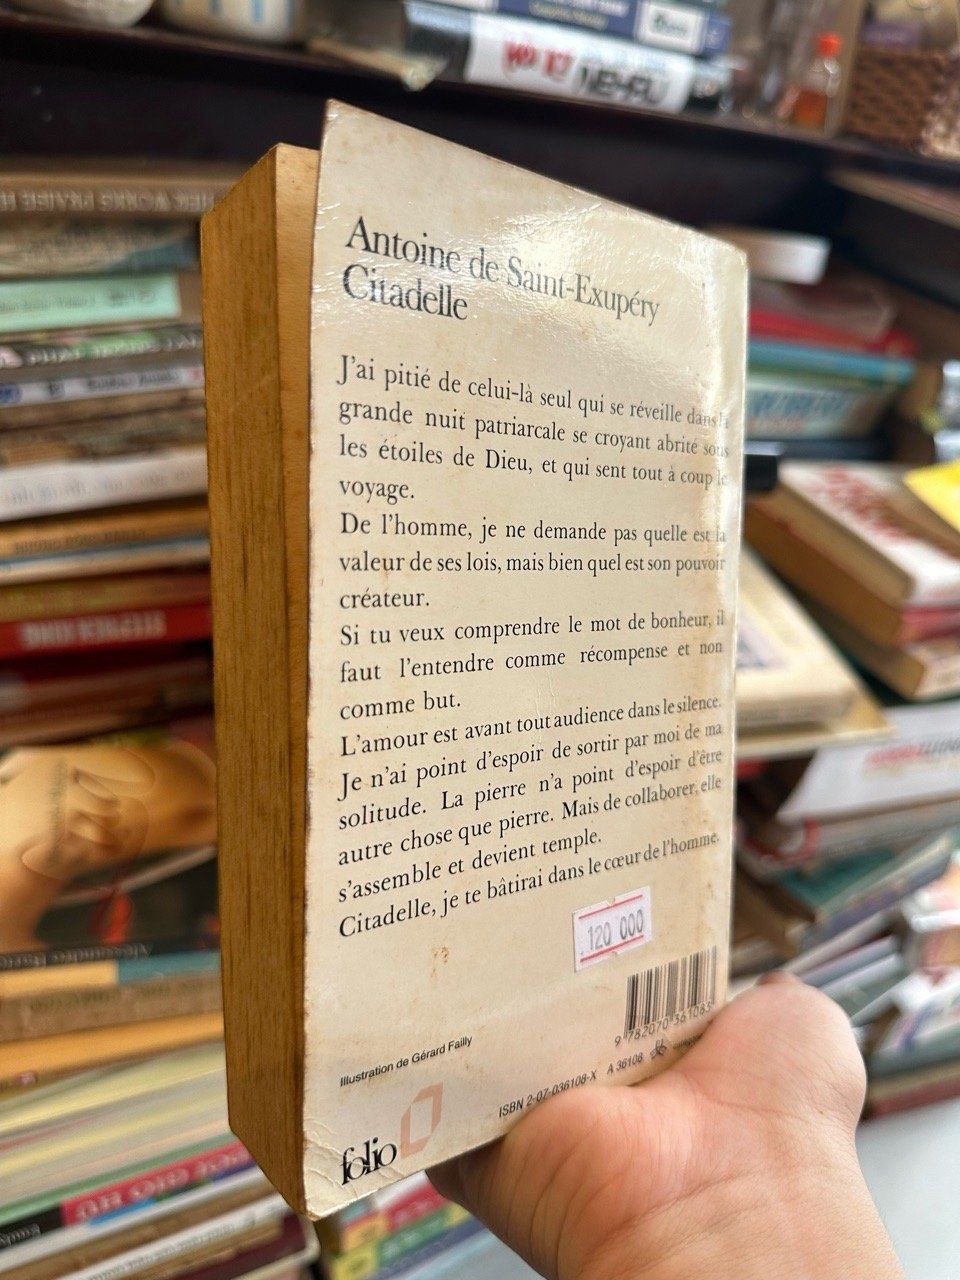 NEHRU
Antoine de Saint-Exupéry
Citadelle
J'ai pitié de celui-là seul qui se réveille dans la
grande nuit patriarcale se croyant abrité sous
les étoiles de Dieu, et qui sent tout à coup le
voyage.
De l'homme, je ne demande pas quelle est la
valeur de ses lois, mais bien quel est son pouvoir
créateur.
Si tu veux comprendre le mot de bonheur, il
faut l'entendre comme récompense et non
comme but.
L'amour est avant tout audience dans le silence.
Je n'ai point d'espoir de sortir par moi de ma
solitude. La pierre n'a point d'espoir d'être
autre chose que pierre. Mais de collaborer, elle
s'assemble et devient temple.
Citadelle, je te bâtirai dans le cœur de l'homme.
120 000
9 782070 361083
Illustration de Gérard Failly
ISBN 2-07-036108-X A 36108
folio
STEPHEN KING